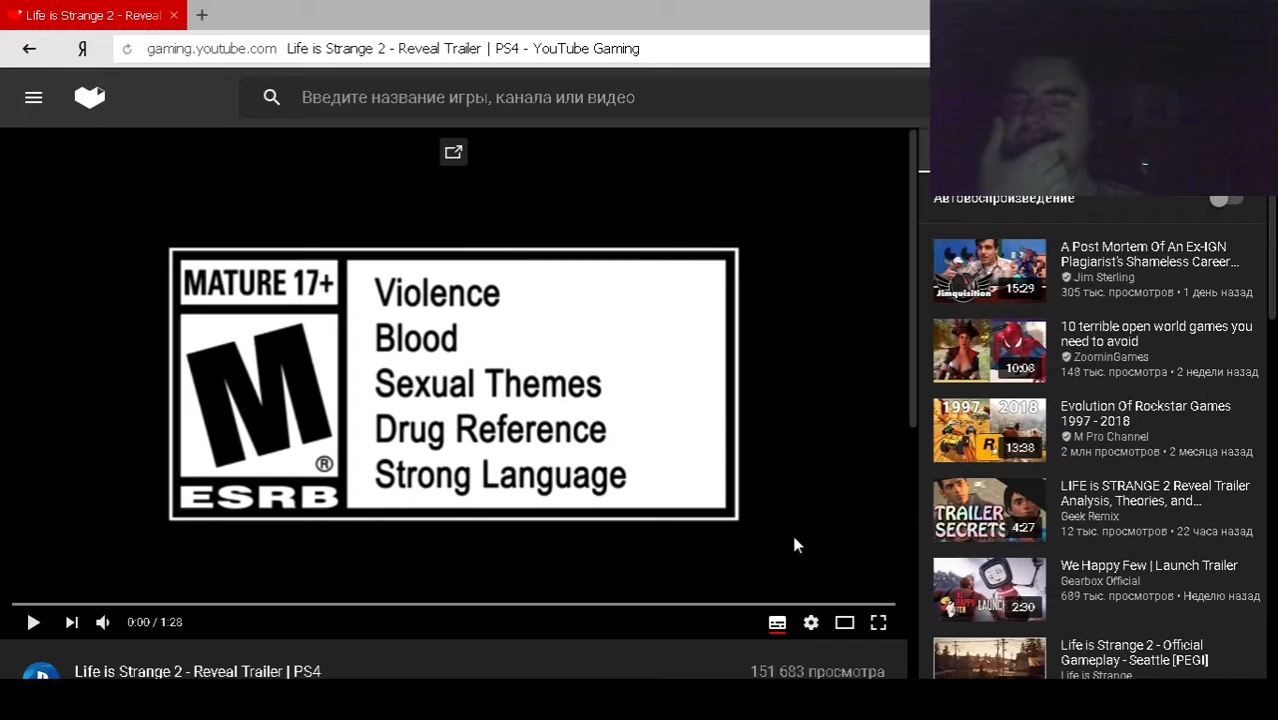 Life is Strange 2 - Reveal
Я
gaming.youtube.com Life is Strange 2 - Reveal Trailer | PS4 - YouTube Gaming
Введите название игры, канала или видео
Автовоспроизведение
MATURE 17+
M
®
ESRB
Violence
Blood
Sexual Themes
Drug Reference
Strong Language
0:00 / 1:28
Life is Strange 2 - Reveal Trailer | PS4
151 683 просмотра
Jimquisition
15:29
A Post Mortem Of An Ex-IGN
Plagiarist's Shameless Career...
Jim Sterling
305 тыс. просмотров • 1 день назад
10:08
10 terrible open world games you
need to avoid
ZoominGames
148 тыс. просмотров • 2 недели назад
1997 2018
R
13:38
Evolution Of Rockstar Games
1997 - 2018
M Pro Channel
2 млн просмотров • 2 месяца назад
TRAILER
SECRETS
4:27
LIFE is STRANGE 2 Reveal Trailer
Analysis, Theories, and...
Geek Remix
12 тыс. просмотров • 22 часа назад
2:30
We Happy Few | Launch Trailer
Gearbox Official
689 тыс. просмотров • Неделю назад
Life is Strange 2 - Official
Gameplay - Seattle [PEGI]
Life is Strange